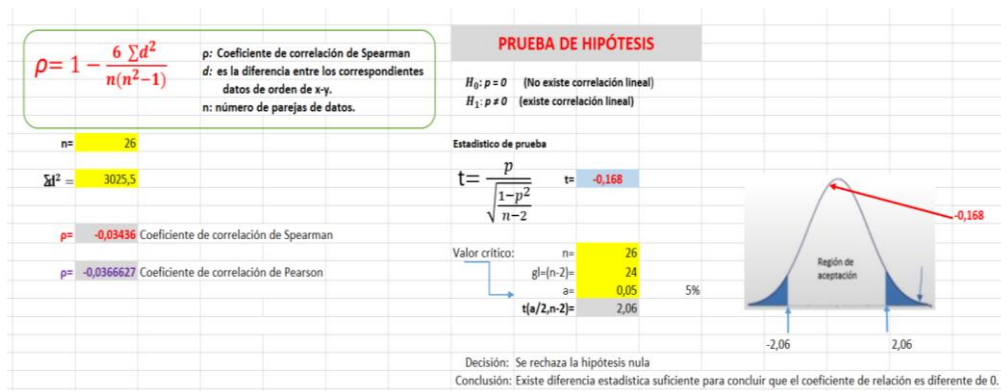 ρ= 1 − 6 ∑d² / n(n²−1)
ρ: Coeficiente de correlación de Spearman
d: es la diferencia entre los correspondientes
datos de orden de x-y.
n: número de parejas de datos.
n= 26
Σd² = 3025,5
ρ= -0,03436 Coeficiente de correlación de Spearman
ρ= -0,0366627 Coeficiente de correlación de Pearson
PRUEBA DE HIPÓTESIS
H₀: p = 0 (No existe correlación lineal)
H₁: p ≠ 0 (existe correlación lineal)
Estadistico de prueba
t= p / √((1−p²)/(n−2))
t= -0,168
Valor crítico: n= 26
gl=(n-2)= 24
a= 0,05 5%
t(a/2,n-2)= 2,06
-0,168
Región de
aceptación
-2,06 2,06
Decisión: Se rechaza la hipótesis nula
Conclusión: Existe diferencia estadística suficiente para concluir que el coeficiente de relación es diferente de 0.